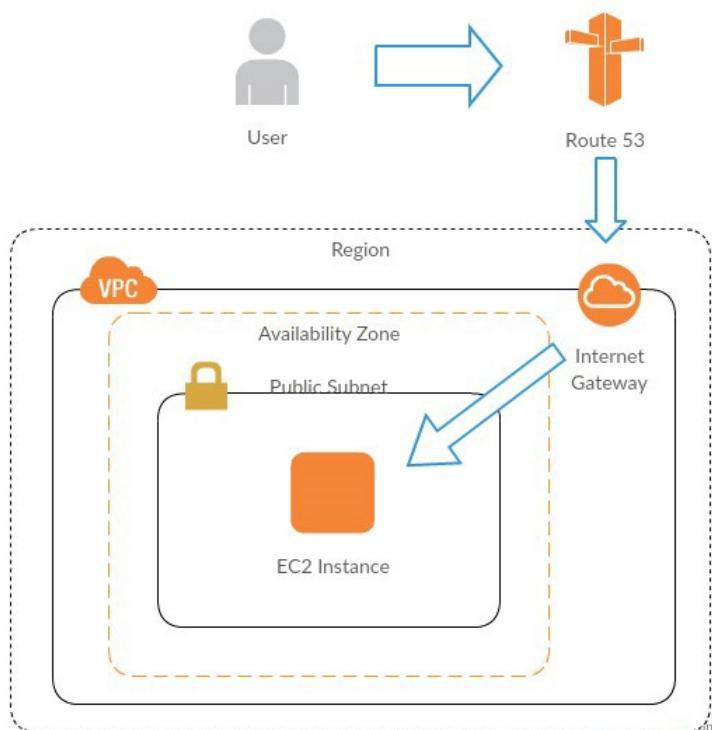 User
Route 53
Region
VPC
Availability Zone
Internet
Gateway
Public Subnet
EC2 Instance